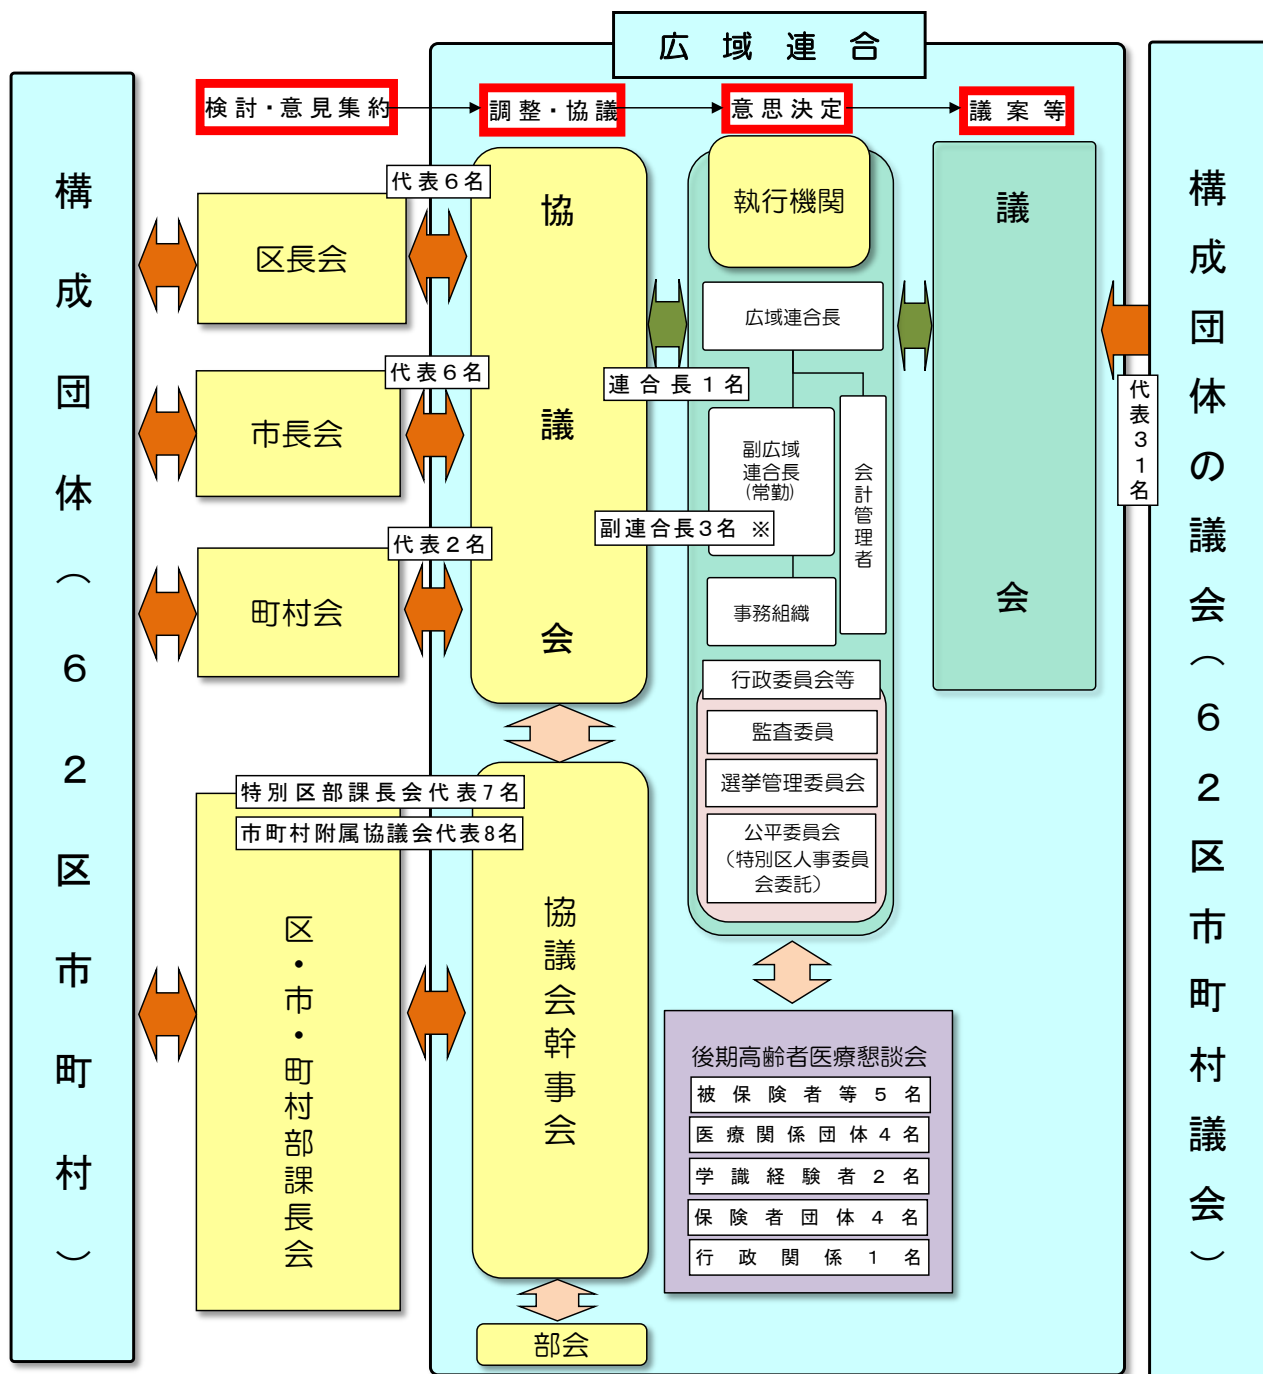 広域連合
検討・意見集約
調整・協議
意思決定
議案等
構成団体（６２区市町村）
区長会
代表６名
市長会
代表６名
町村会
代表２名
特別区部課長会代表7名
市町村附属協議会代表8名
区・市・町村部課長会
協議会
協議会幹事会
部会
連合長１名
副連合長3名 ※
執行機関
広域連合長
副広域
連合長
(常勤)
会計管理者
事務組織
行政委員会等
監査委員
選挙管理委員会
公平委員会
（特別区人事委員
会委託）
後期高齢者医療懇談会
被保険者等５名
医療関係団体４名
学識経験者２名
保険者団体４名
行政関係１名
議会
代表３１名
構成団体の議会（６２区市町村議会）